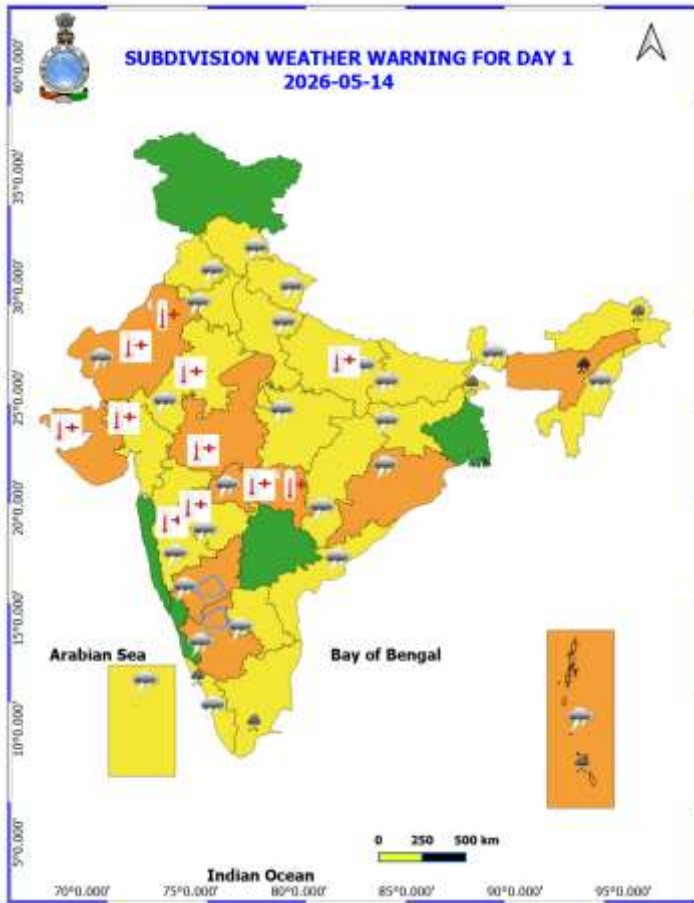 SUBDIVISION WEATHER WARNING FOR DAY 1
2026-05-14
40°0.000'
35°0.000'
30°0.000'
25°0.000'
20°0.000'
15°0.000'
10°0.000'
5°0.000'
Arabian Sea
Bay of Bengal
0 250 500 km
Indian Ocean
70°0.000' 75°0.000' 80°0.000' 85°0.000' 90°0.000' 95°0.000'